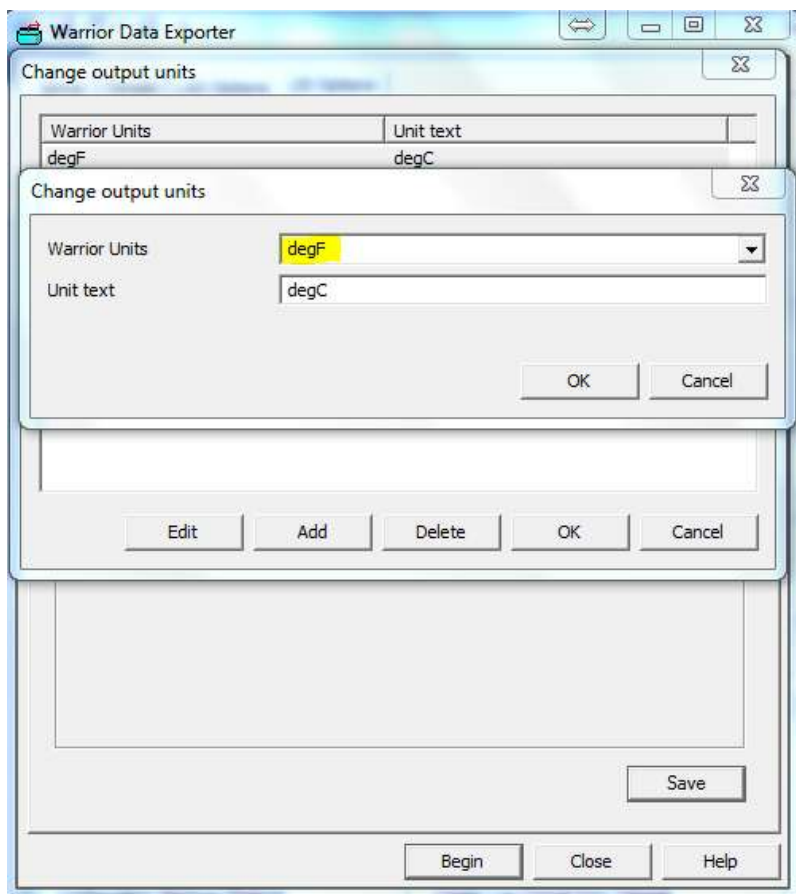 Warrior Data Exporter
Change output units
Warrior Units Unit text
degF degC
Change output units
Warrior Units degF
Unit text degC
OK Cancel
Edit Add Delete OK Cancel
Save
Begin Close Help